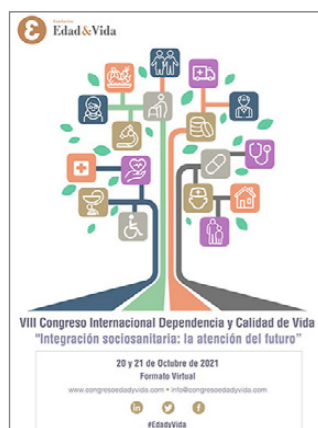 Fundación
Edad&Vida
VIII Congreso Internacional Dependencia y Calidad de Vida
"Integración sociosanitaria: la atención del futuro"
20 y 21 de Octubre de 2021
Formato Virtual
www.congresoedadyvida.com • info@congresoedadyvida.com
#EdadyVida